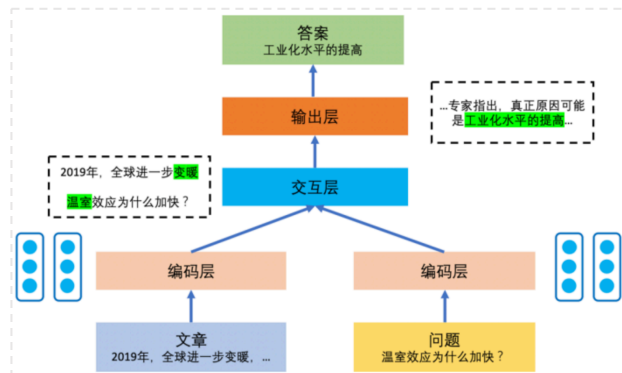 答案
工业化水平的提高
…专家指出，真正原因可能
是工业化水平的提高…
输出层
2019年，全球进一步变暖
温室效应为什么加快？
交互层
编码层
编码层
文章
2019年，全球进一步变暖，…
问题
温室效应为什么加快？